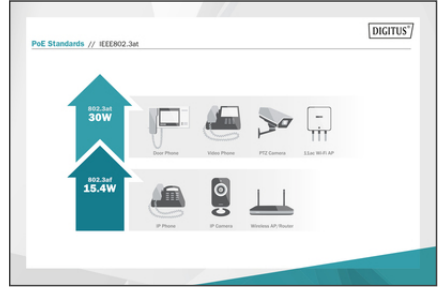 DIGITUS®
PoE Standards // IEEE802.3at
802.3at
30W
Door Phone
Video Phone
PTZ Camera
11ac Wi-Fi AP
802.3af
15.4W
IP Phone
IP Camera
Wireless AP/Router